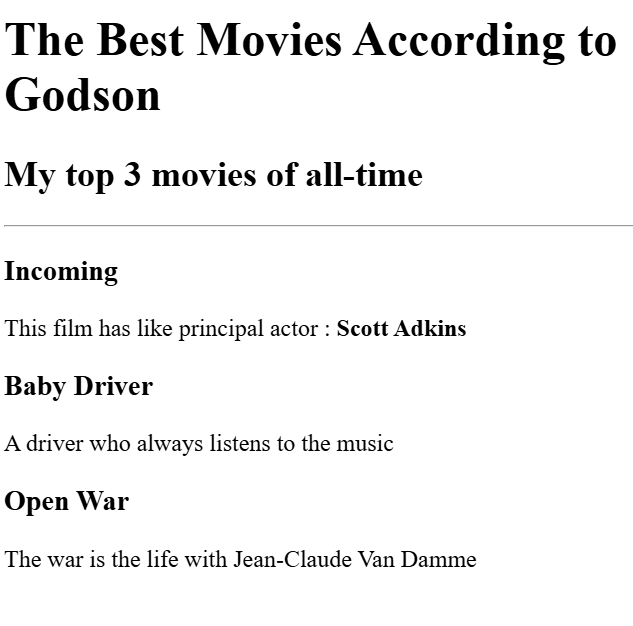 The Best Movies According to
Godson
My top 3 movies of all-time
Incoming
This film has like principal actor : Scott Adkins
Baby Driver
A driver who always listens to the music
Open War
The war is the life with Jean-Claude Van Damme